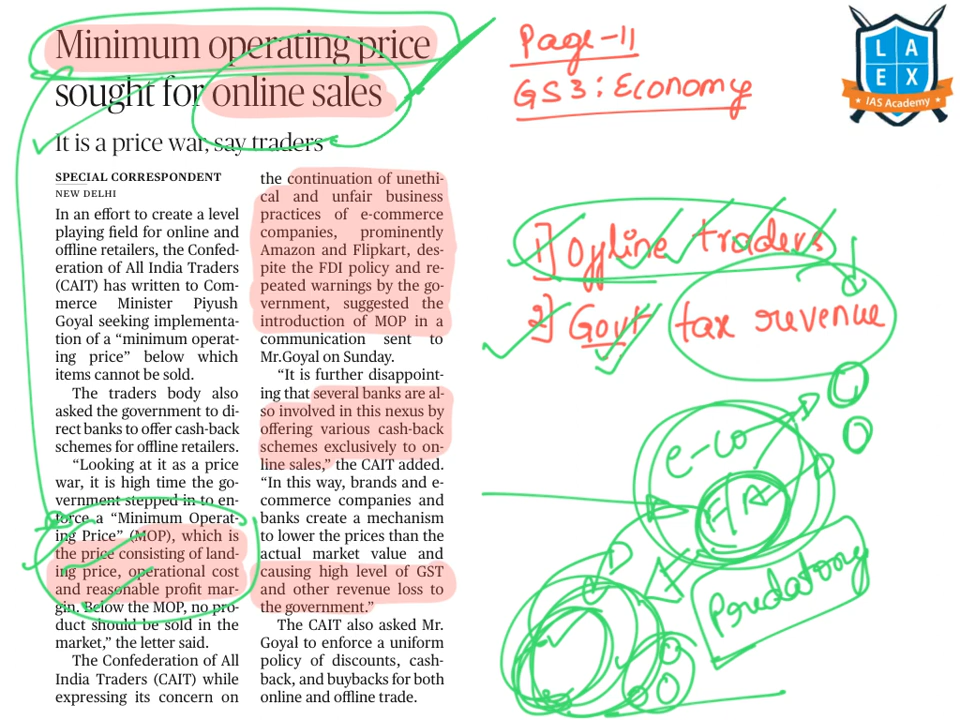 Minimum operating price
sought for online sales
It is a price war, say traders
SPECIAL CORRESPONDENT
NEW DELHI
In an effort to create a level
playing field for online and
offline retailers, the Confed-
eration of All India Traders
(CAIT) has written to Com-
merce Minister Piyush
Goyal seeking implementa-
tion of a “minimum operat-
ing price” below which
items cannot be sold.
The traders body also
asked the government to di-
rect banks to offer cash-back
schemes for offline retailers.
“Looking at it as a price
war, it is high time the go-
vernment stepped in to en-
force a “Minimum Operat-
ing Price” (MOP), which is
the price consisting of land-
ing price, operational cost
and reasonable profit mar-
gin. Below the MOP, no pro-
duct should be sold in the
market,” the letter said.
The Confederation of All
India Traders (CAIT) while
expressing its concern on
the continuation of unethi-
cal and unfair business
practices of e-commerce
companies, prominently
Amazon and Flipkart, des-
pite the FDI policy and re-
peated warnings by the go-
vernment, suggested the
introduction of MOP in a
communication sent to
Mr.Goyal on Sunday.
“It is further disappoint-
ing that several banks are al-
so involved in this nexus by
offering various cash-back
schemes exclusively to on-
line sales,” the CAIT added.
“In this way, brands and e-
commerce companies and
banks create a mechanism
to lower the prices than the
actual market value and
causing high level of GST
and other revenue loss to
the government.”
The CAIT also asked Mr.
Goyal to enforce a uniform
policy of discounts, cash-
back, and buybacks for both
online and offline trade.
Page-11
GS3: Economy
LA
EX
IAS Academy
1) Offline traders
2) Govt tax revenue
e-co
F/A
Predatory